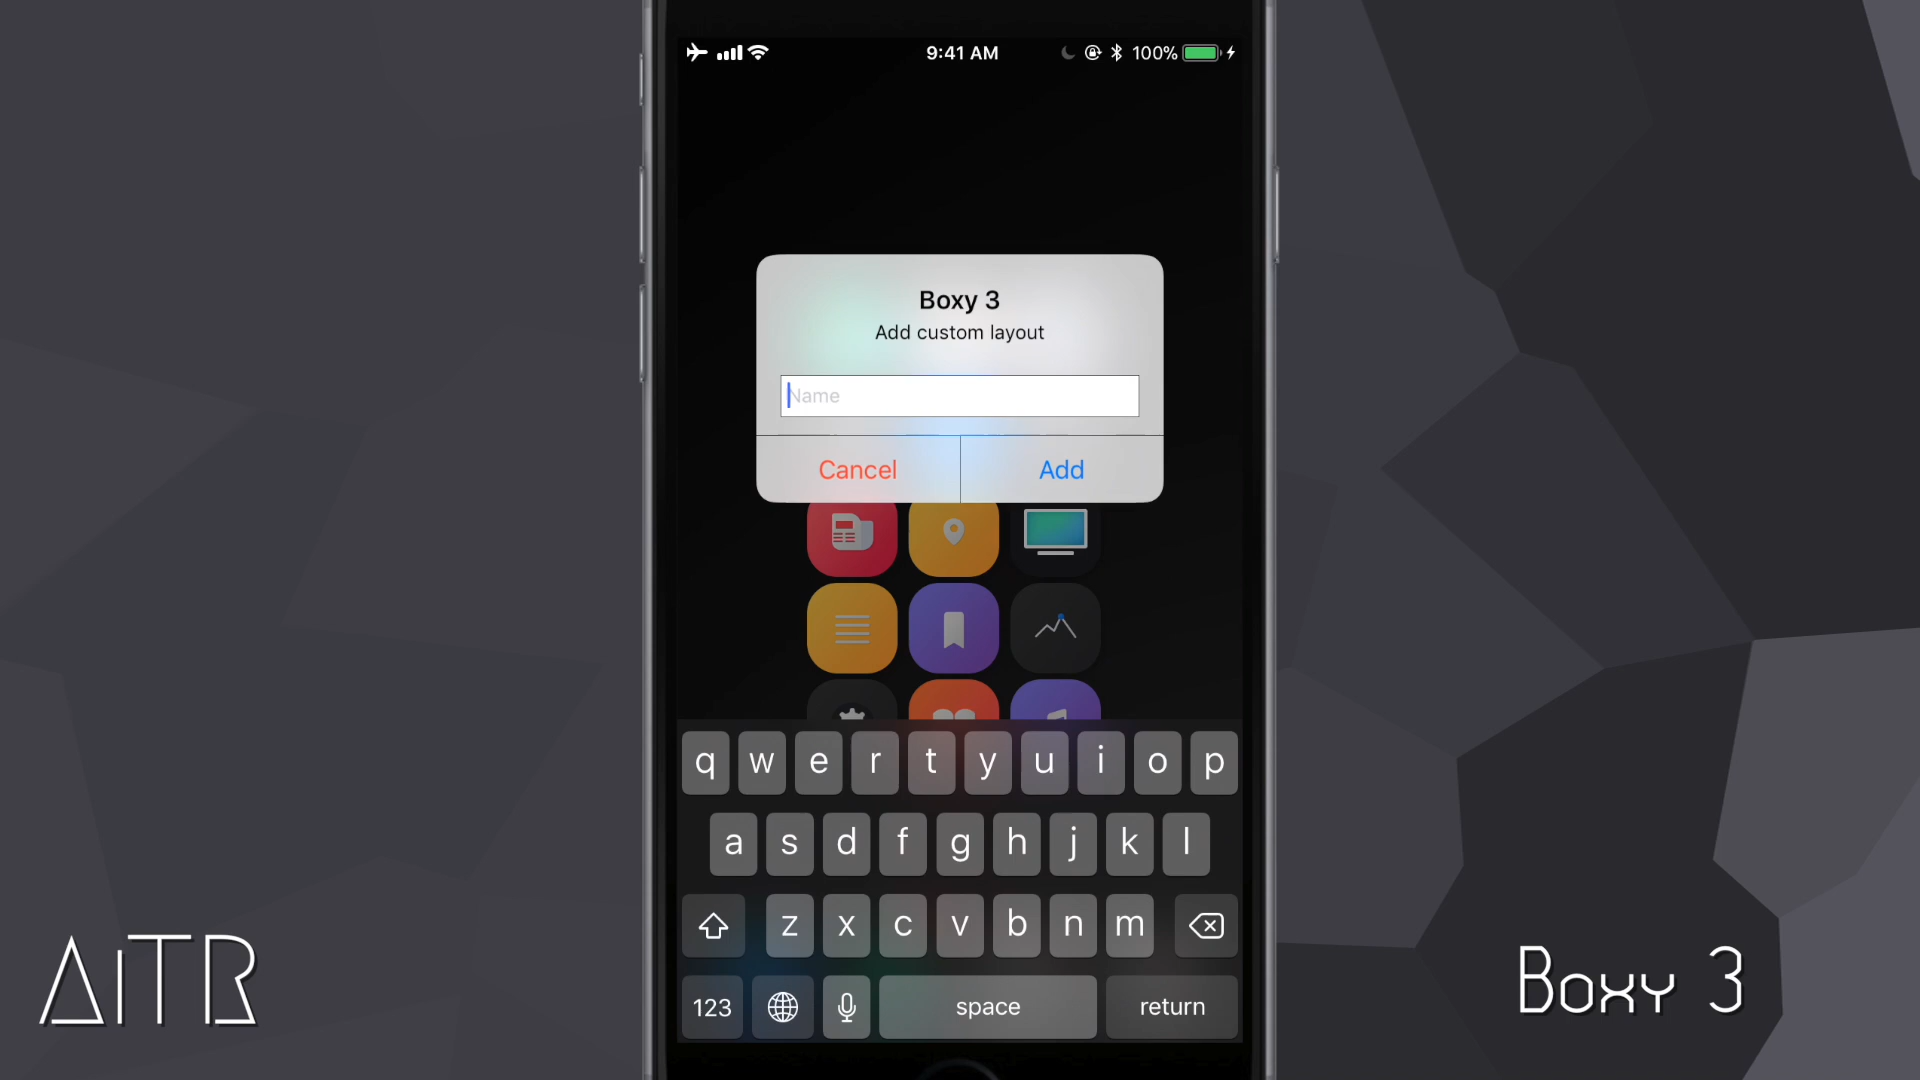 9:41 AM
100%
Boxy 3
Add custom layout
Name
Cancel
Add
q w e r t y u i o p
a s d f g h j k l
z x c v b n m
123
space
return
AiTR
Boxy 3